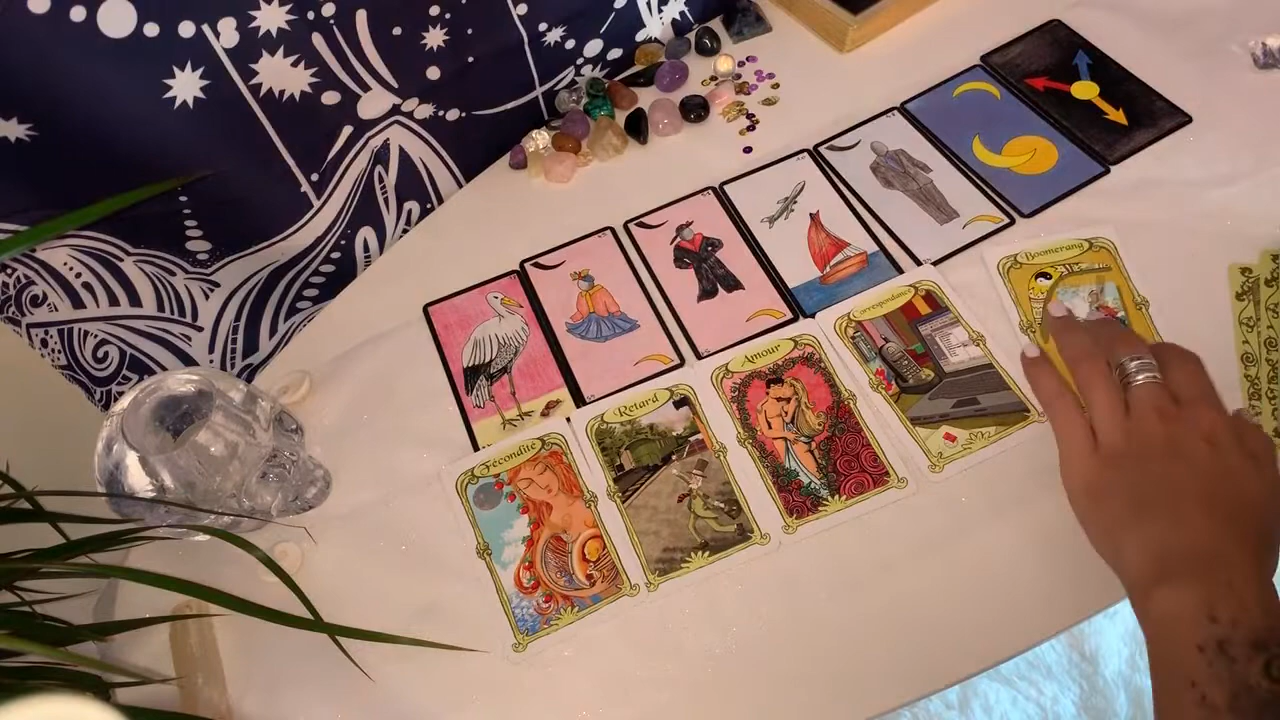 Fécondité
Retard
Amour
Correspondance
Boomerang